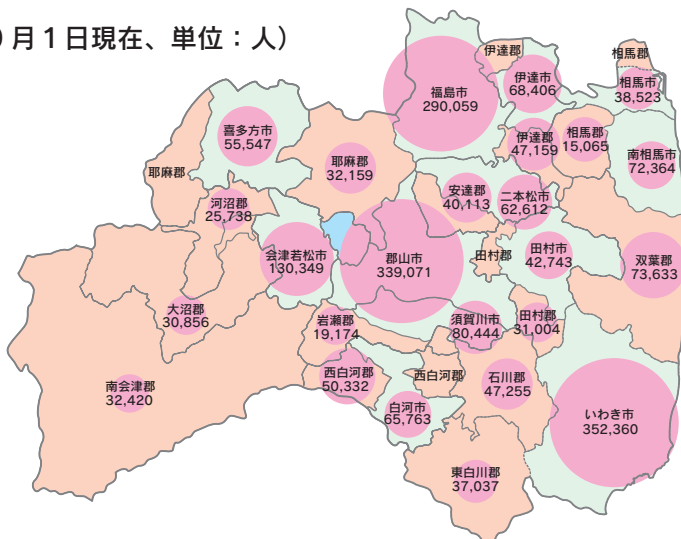 月1日現在、単位：人）
伊達郡
相馬郡
福島市
290,059
伊達市
68,406
相馬市
38,523
喜多方市
55,547
伊達郡
47,159
相馬郡
15,065
南相馬市
72,364
耶麻郡
耶麻郡
32,159
河沼郡
25,738
安達郡
40,113
二本松市
62,612
会津若松市
130,349
郡山市
339,071
田村郡
田村市
42,743
双葉郡
73,633
大沼郡
30,856
岩瀬郡
19,174
須賀川市
80,444
田村郡
31,004
南会津郡
32,420
西白河郡
50,332
西白河郡
石川郡
47,255
白河市
65,763
いわき市
352,360
東白川郡
37,037